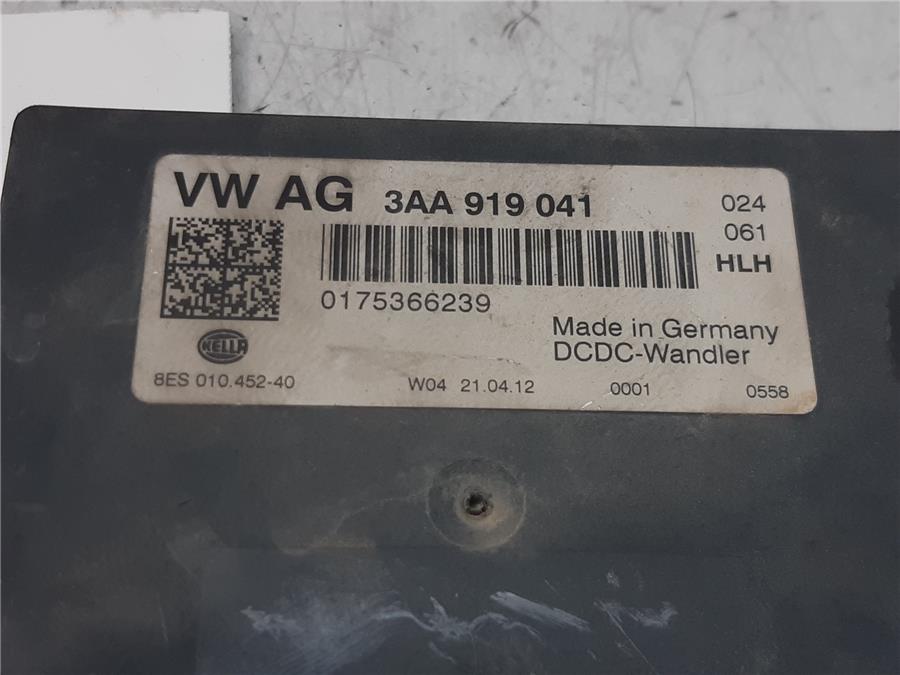 VW AG 3AA 919 041 024
061
HLH
0175366239
Made in Germany
DCDC-Wandler
HELLA
8ES 010.452-40 W04 21.04.12 0001 0558